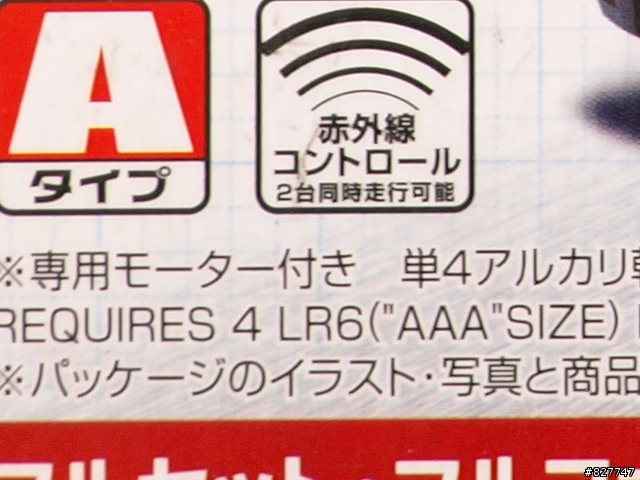 A
タイプ
赤外線
コントロール
2台同時走行可能
※専用モーター付き 単4アルカリ
REQUIRES 4 LR6("AAA"SIZE)
※パッケージのイラスト・写真と商品
#827747